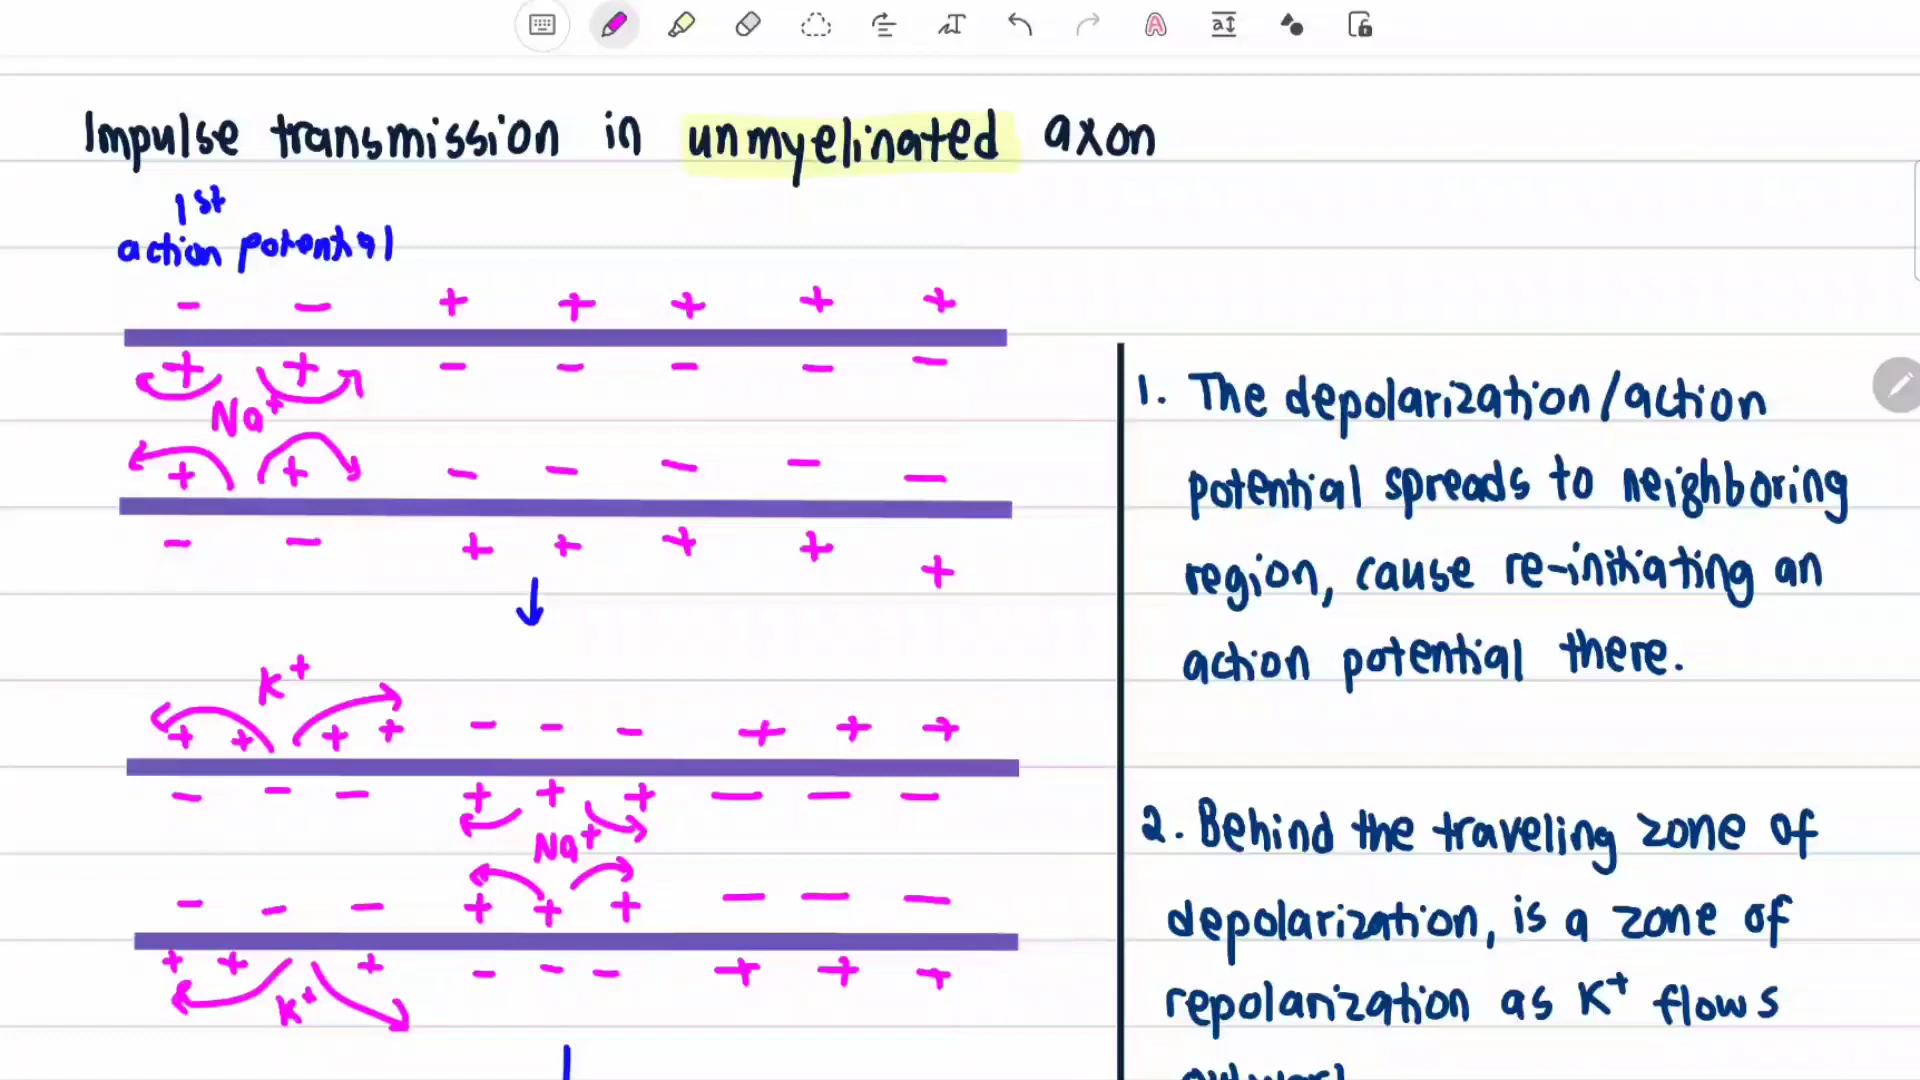 Impulse transmission in unmyelinated axon
1st
action potential
- - + + + + +
+ + - - - - -
Na+
+ + - - - - -
- - + + + + +
K+
+ + + + - - - + + +
- - - + + + - - -
Na+
- - - + + + - - -
+ + + - - - + + +
K+
1. The depolarization/action
potential spreads to neighboring
region, cause re-initiating an
action potential there.
2. Behind the traveling zone of
depolarization, is a zone of
repolarization as K+ flows